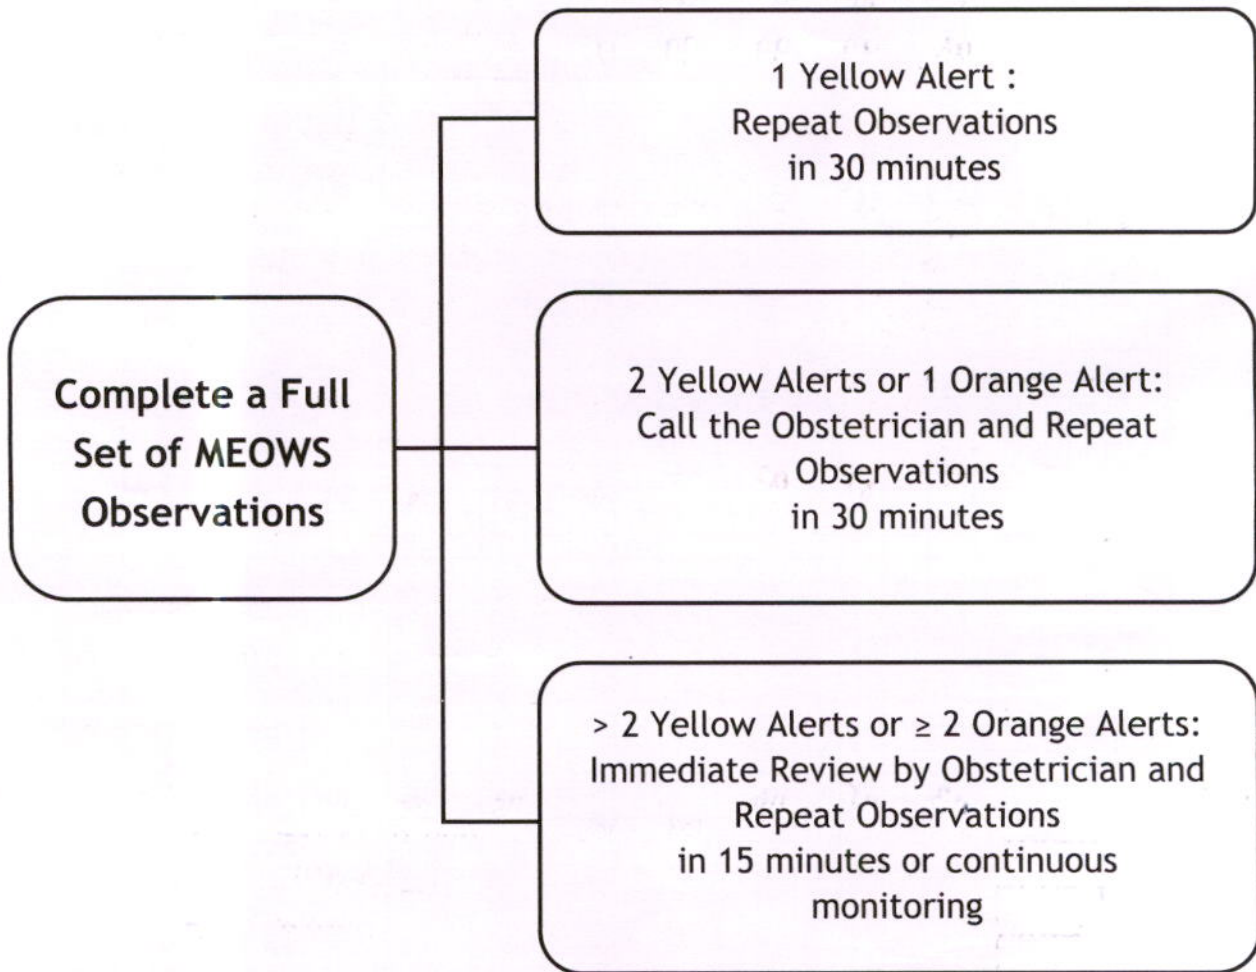 1 Yellow Alert :
Repeat Observations
in 30 minutes
Complete a Full
Set of MEOWS
Observations
2 Yellow Alerts or 1 Orange Alert:
Call the Obstetrician and Repeat
Observations
in 30 minutes
> 2 Yellow Alerts or ≥ 2 Orange Alerts:
Immediate Review by Obstetrician and
Repeat Observations
in 15 minutes or continuous
monitoring